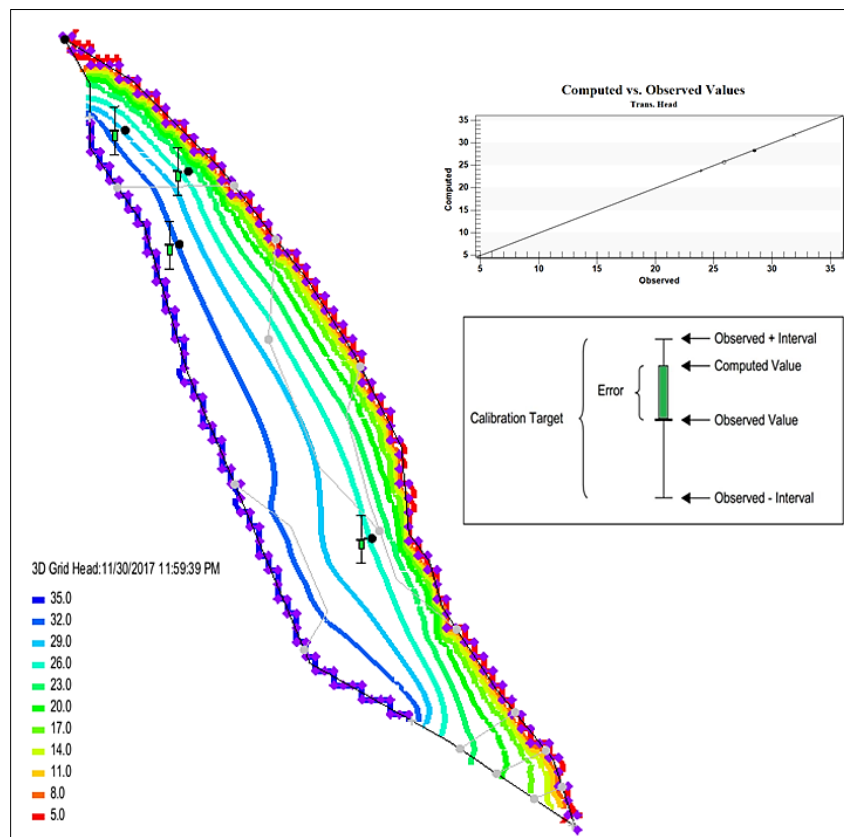 Computed vs. Observed Values
Trans. Head
Computed
35
30
25
20
15
10
5
5
10
15
20
25
30
35
Observed
Calibration Target
Error
Observed + Interval
Computed Value
Observed Value
Observed - Interval
3D Grid Head:11/30/2017 11:59:39 PM
35.0
32.0
29.0
26.0
23.0
20.0
17.0
14.0
11.0
8.0
5.0